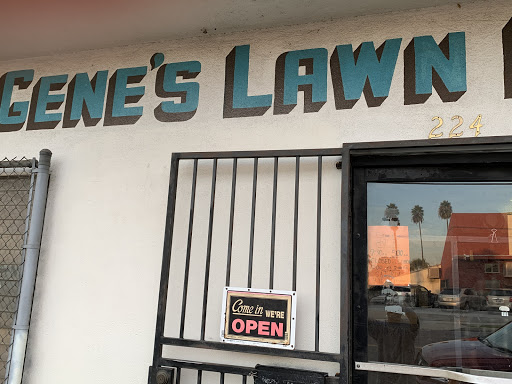 GENE'S LAWN
224
Come in WE'RE
OPEN